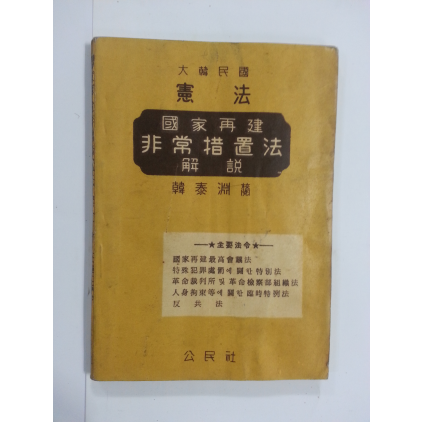 大韓民國
憲法
國家再建
非常措置法
解説
韓泰淵著
★主要法令★
國家再建最高會議法
特殊犯罪處罰에 關한 特別法
革命裁判所 및 革命檢察部組織法
人身拘束等에 關한 臨時特例法
反共法
公民社